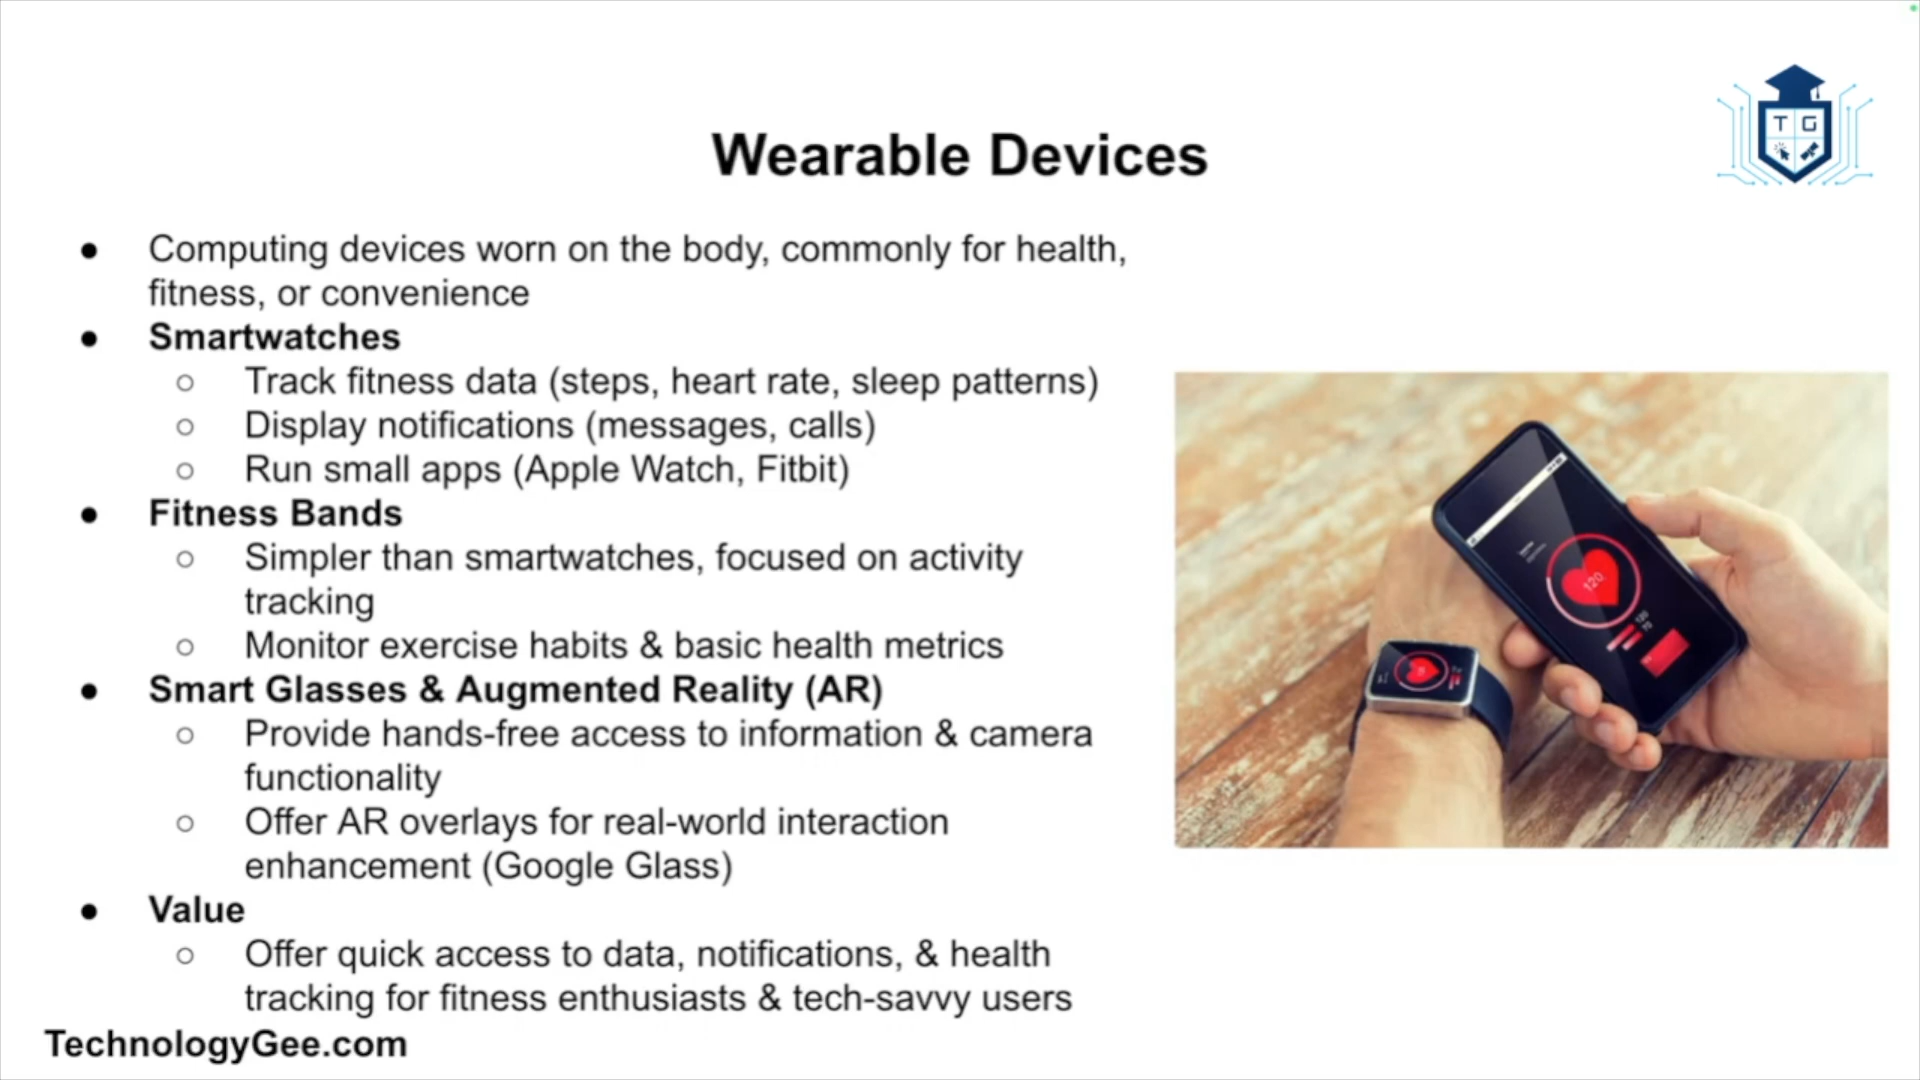 T G
Wearable Devices
● Computing devices worn on the body, commonly for health,
fitness, or convenience
● Smartwatches
○ Track fitness data (steps, heart rate, sleep patterns)
○ Display notifications (messages, calls)
○ Run small apps (Apple Watch, Fitbit)
● Fitness Bands
○ Simpler than smartwatches, focused on activity
tracking
○ Monitor exercise habits & basic health metrics
● Smart Glasses & Augmented Reality (AR)
○ Provide hands-free access to information & camera
functionality
○ Offer AR overlays for real-world interaction
enhancement (Google Glass)
● Value
○ Offer quick access to data, notifications, & health
tracking for fitness enthusiasts & tech-savvy users
120
120
70
TechnologyGee.com